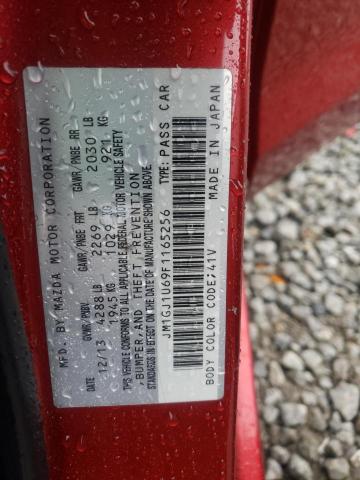 MFD. BY MAZDA MOTOR CORPORATION
DATE GVWR/PNBV GAWR/PNBE FRT GAWR/PNBE RR
12/13 4288 LB 2269 LB 2030 LB
1945 KG 1029 KG 921 KG
THIS VEHICLE CONFORMS TO ALL APPLICABLE FEDERAL MOTOR VEHICLE SAFETY
,BUMPER,AND THEFT PREVENTION
STANDARDS IN EFFECT ON THE DATE OF MANUFACTURE SHOWN ABOVE.
JM1GJ1U69F1165256 TYPE:PASS CAR
BODY COLOR CODE:41V MADE IN JAPAN